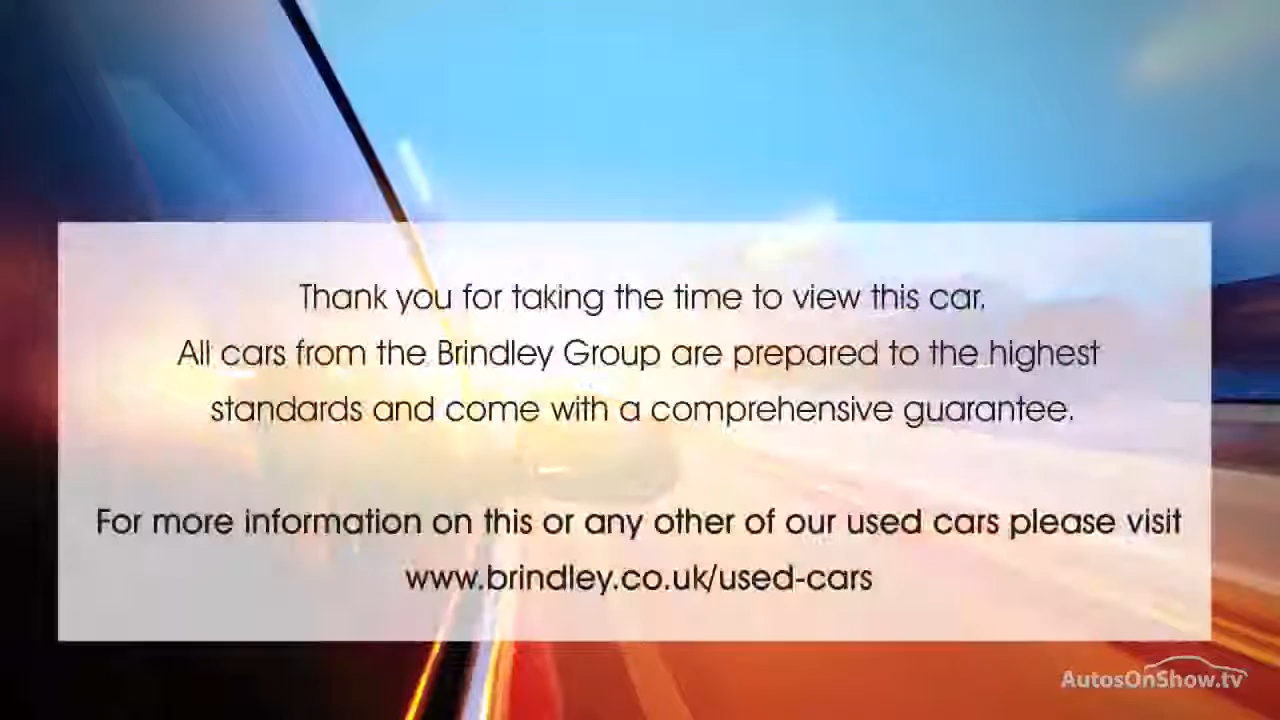 Thank you for taking the time to view this car.
All cars from the Brindley Group are prepared to the highest
standards and come with a comprehensive guarantee.
For more information on this or any other of our used cars please visit
www.brindley.co.uk/used-cars
AutosOnShow.tv